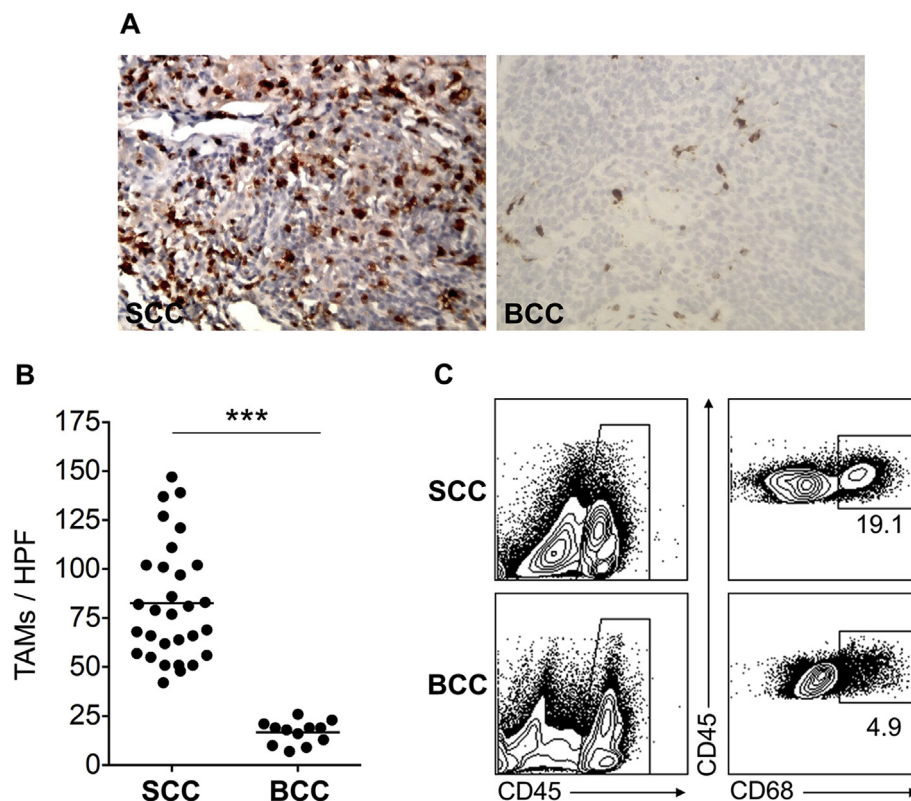 A
SCC
BCC
B
TAMs / HPF
175
150
125
100
75
50
25
0
***
SCC
BCC
C
SCC
BCC
CD45
CD45
19.1
4.9
CD68